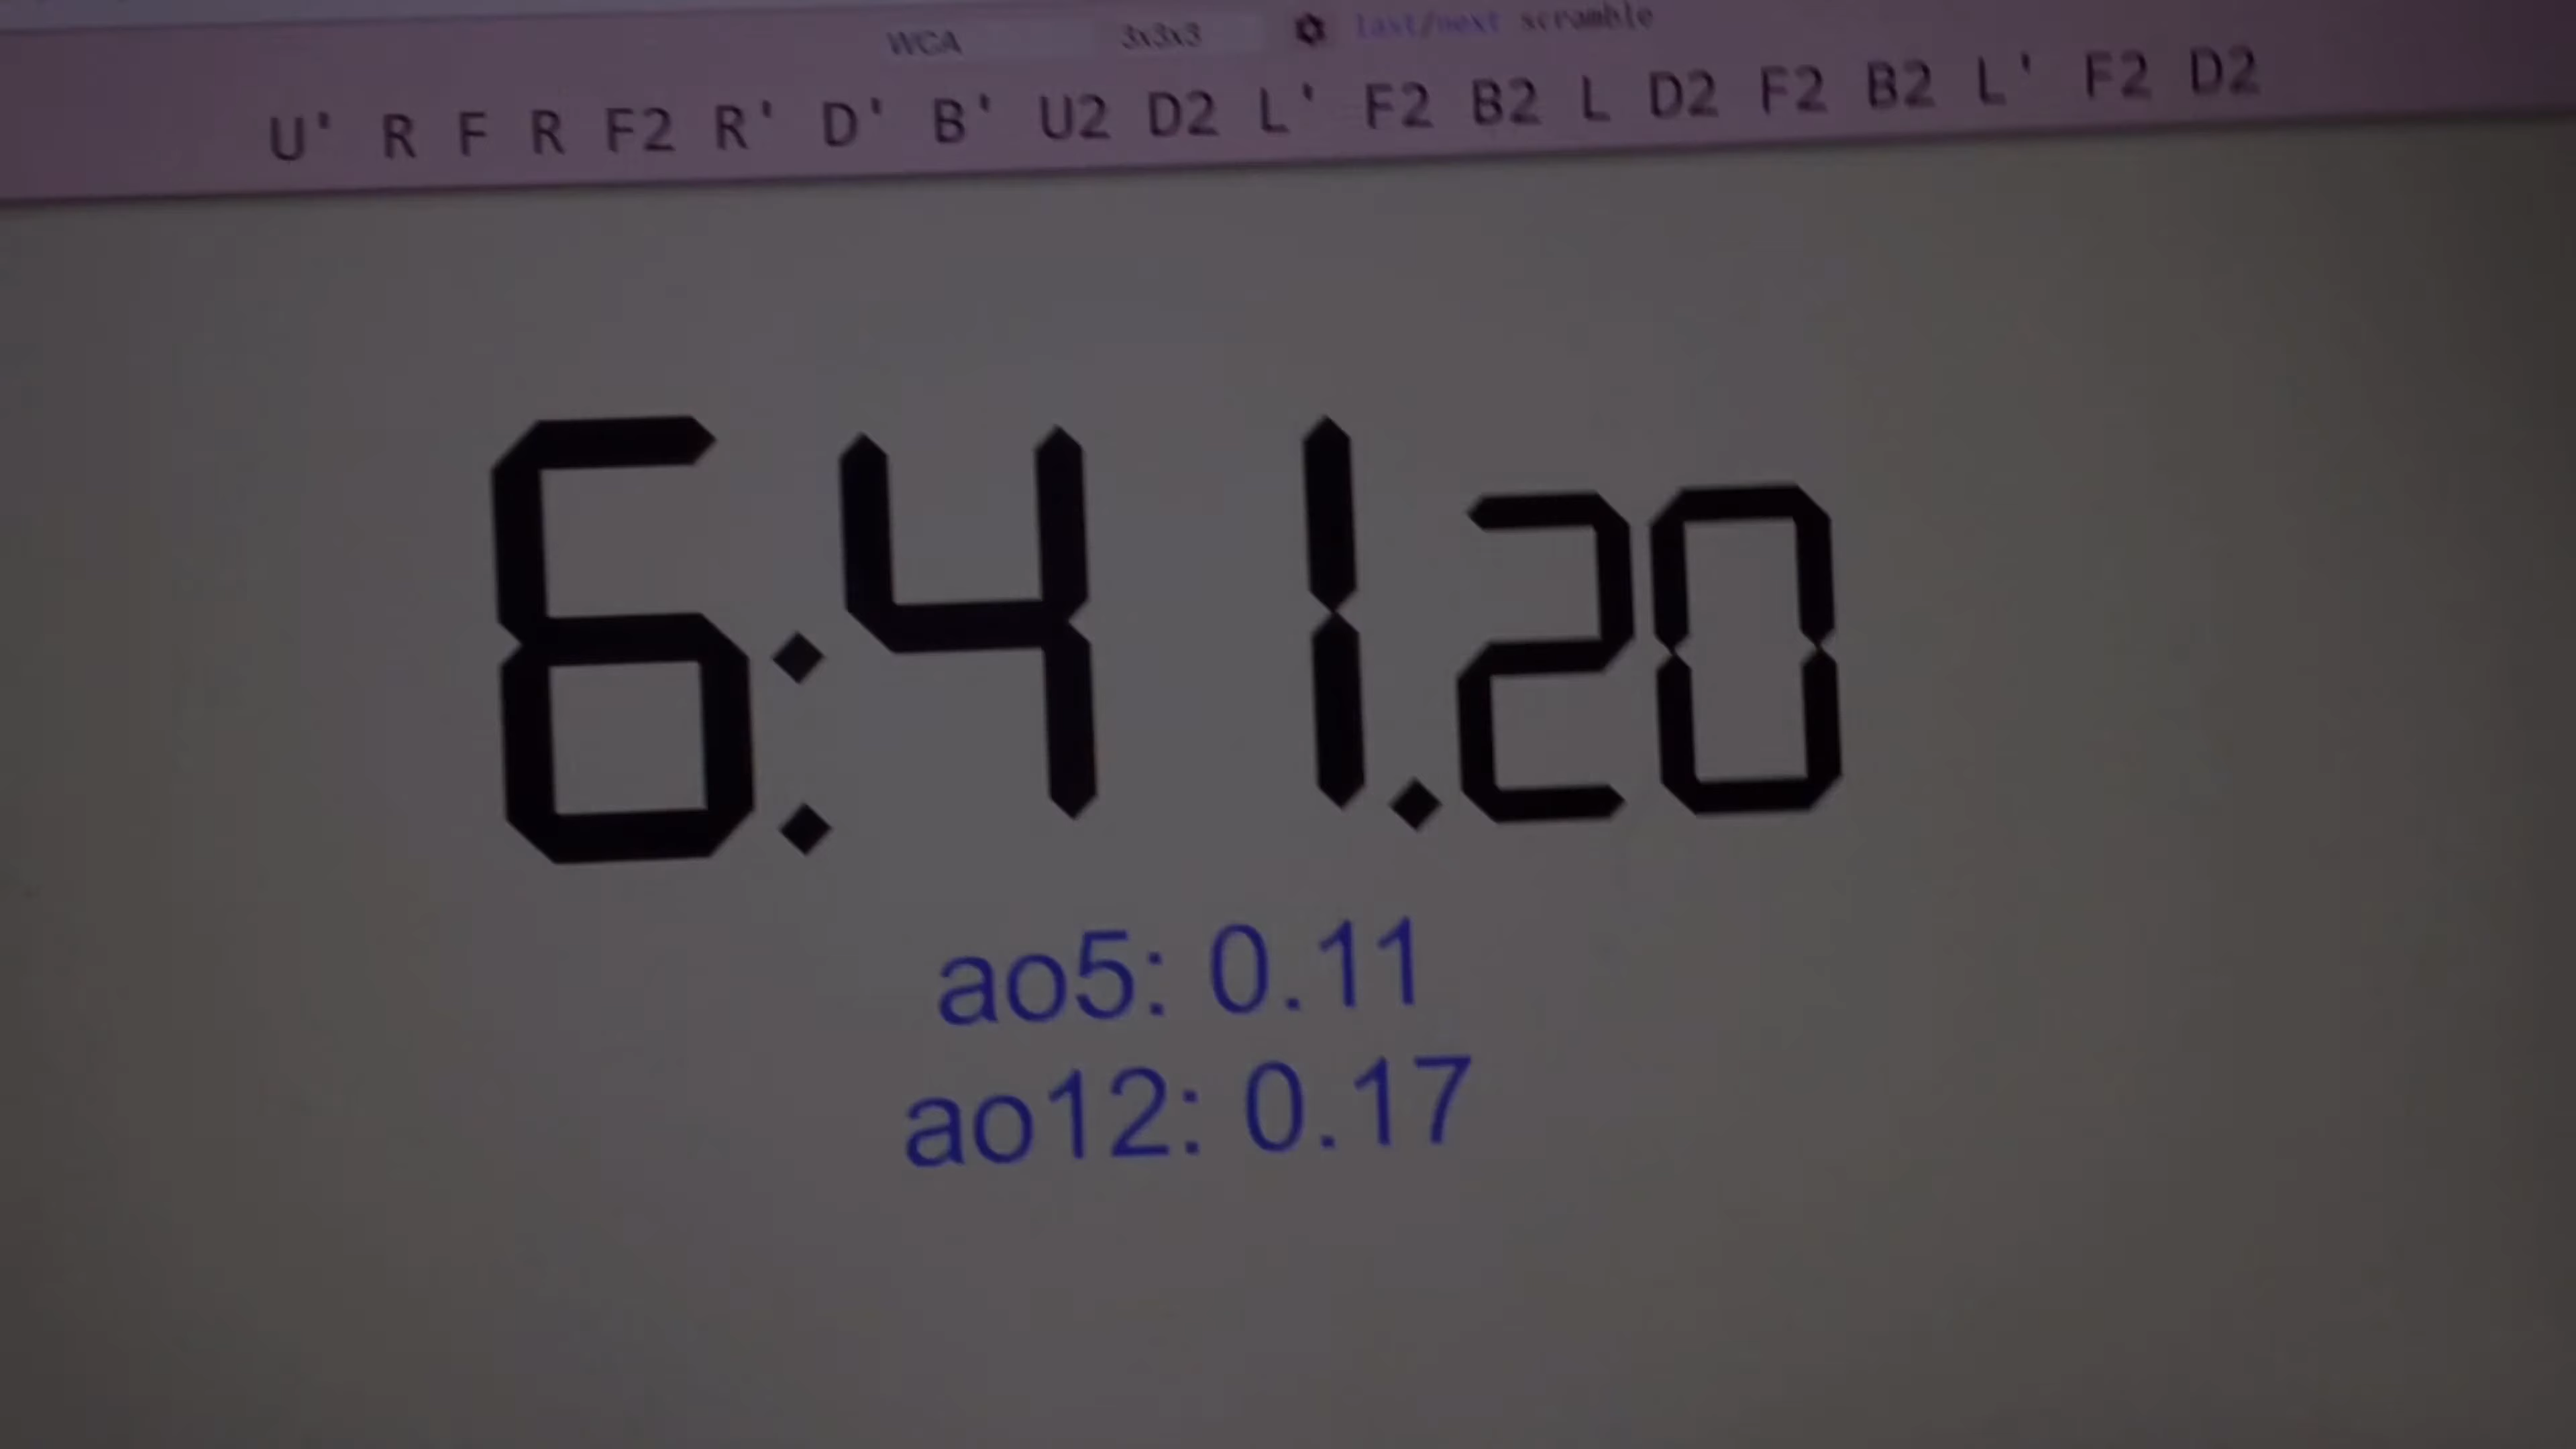 WCA 3x3x3 last/next scramble
U' R F R F2 R' D' B' U2 D2 L' F2 B2 L D2 F2 B2 L' F2 D2
6:41.20
ao5: 0.11
ao12: 0.17